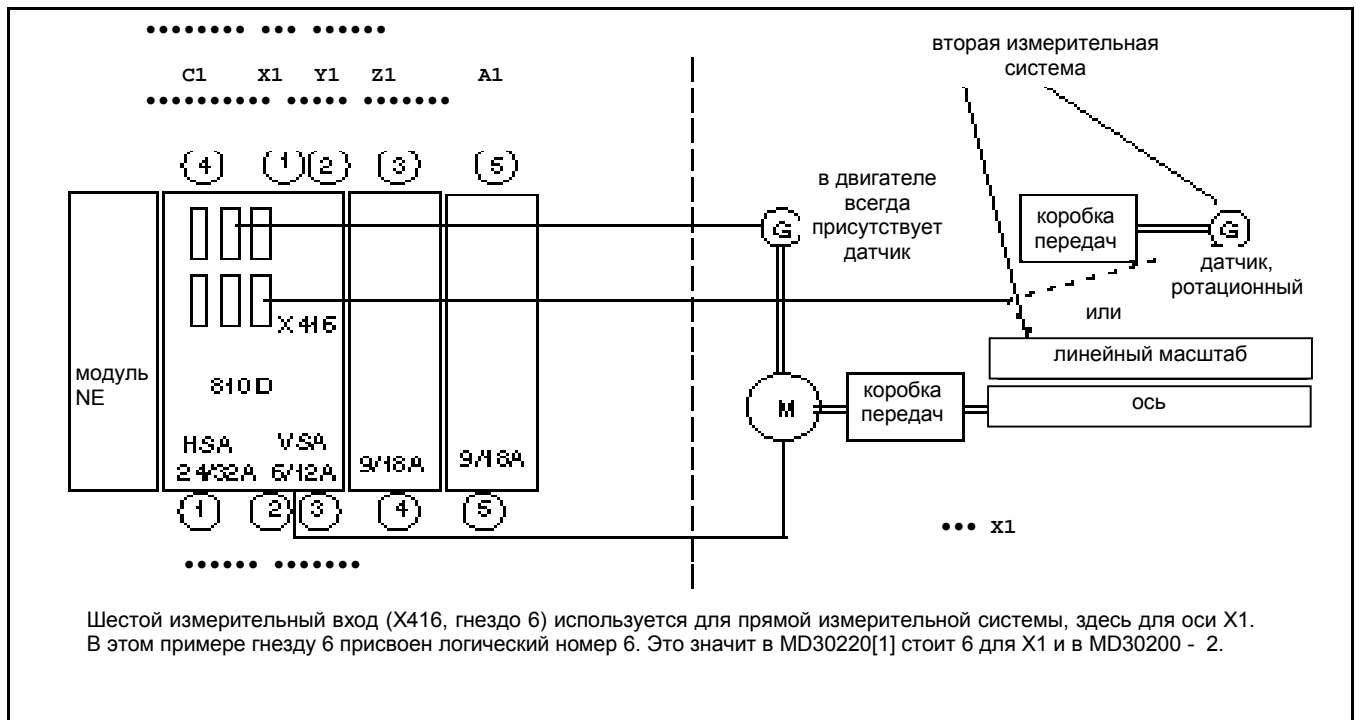 •••••••• ••• ••••••
C1 X1 Y1 Z1 A1
•••••••••• ••••• •••••••
вторая измерительная
система
4 1 2 3 5
в двигателе
всегда
присутствует
датчик
G
коробка
передач
G
датчик,
ротационный
или
X416
линейный масштаб
модуль
NE
810D
M
коробка
передач
ось
HSA VSA
24/32A 6/12A 9/18A 9/18A
1 2 3 4 5
••• X1
•••••• •••••••
Шестой измерительный вход (X416, гнездо 6) используется для прямой измерительной системы, здесь для оси X1.
В этом примере гнезду 6 присвоен логический номер 6. Это значит в MD30220[1] стоит 6 для X1 и в MD30200 - 2.